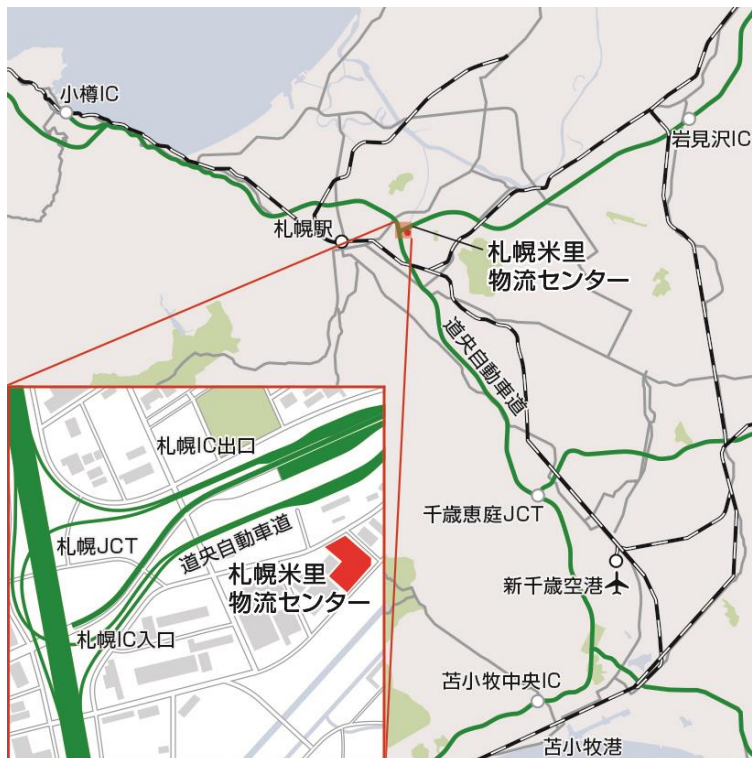 小樽IC
岩見沢IC
札幌駅
札幌米里
物流センター
道央自動車道
千歳恵庭JCT
新千歳空港
苫小牧中央IC
苫小牧港
札幌IC出口
札幌JCT
道央自動車道
札幌米里
物流センター
札幌IC入口